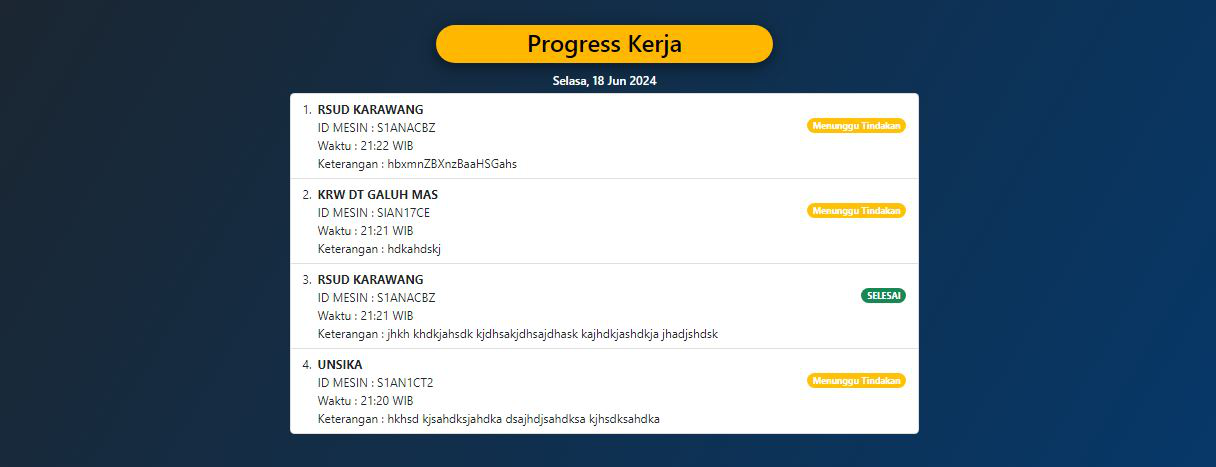 Progress Kerja
Selasa, 18 Jun 2024
1. RSUD KARAWANG
ID MESIN : S1ANACBZ
Menunggu Tindakan
Waktu : 21:22 WIB
Keterangan : hbxmnZBXnzBaaHSGahs
2. KRW DT GALUH MAS
ID MESIN : SIAN17CE
Menunggu Tindakan
Waktu : 21:21 WIB
Keterangan : hdkahdskj
3. RSUD KARAWANG
ID MESIN : S1ANACBZ
SELESAI
Waktu : 21:21 WIB
Keterangan : jhkh khdkjahsdk kjdhsakjdhsajdhask kajhdkjashdkja jhadjshdsk
4. UNSIKA
ID MESIN : S1AN1CT2
Menunggu Tindakan
Waktu : 21:20 WIB
Keterangan : hkhsd kjsahdksjahdka dsajhdjsahdksa kjhsdksahdka